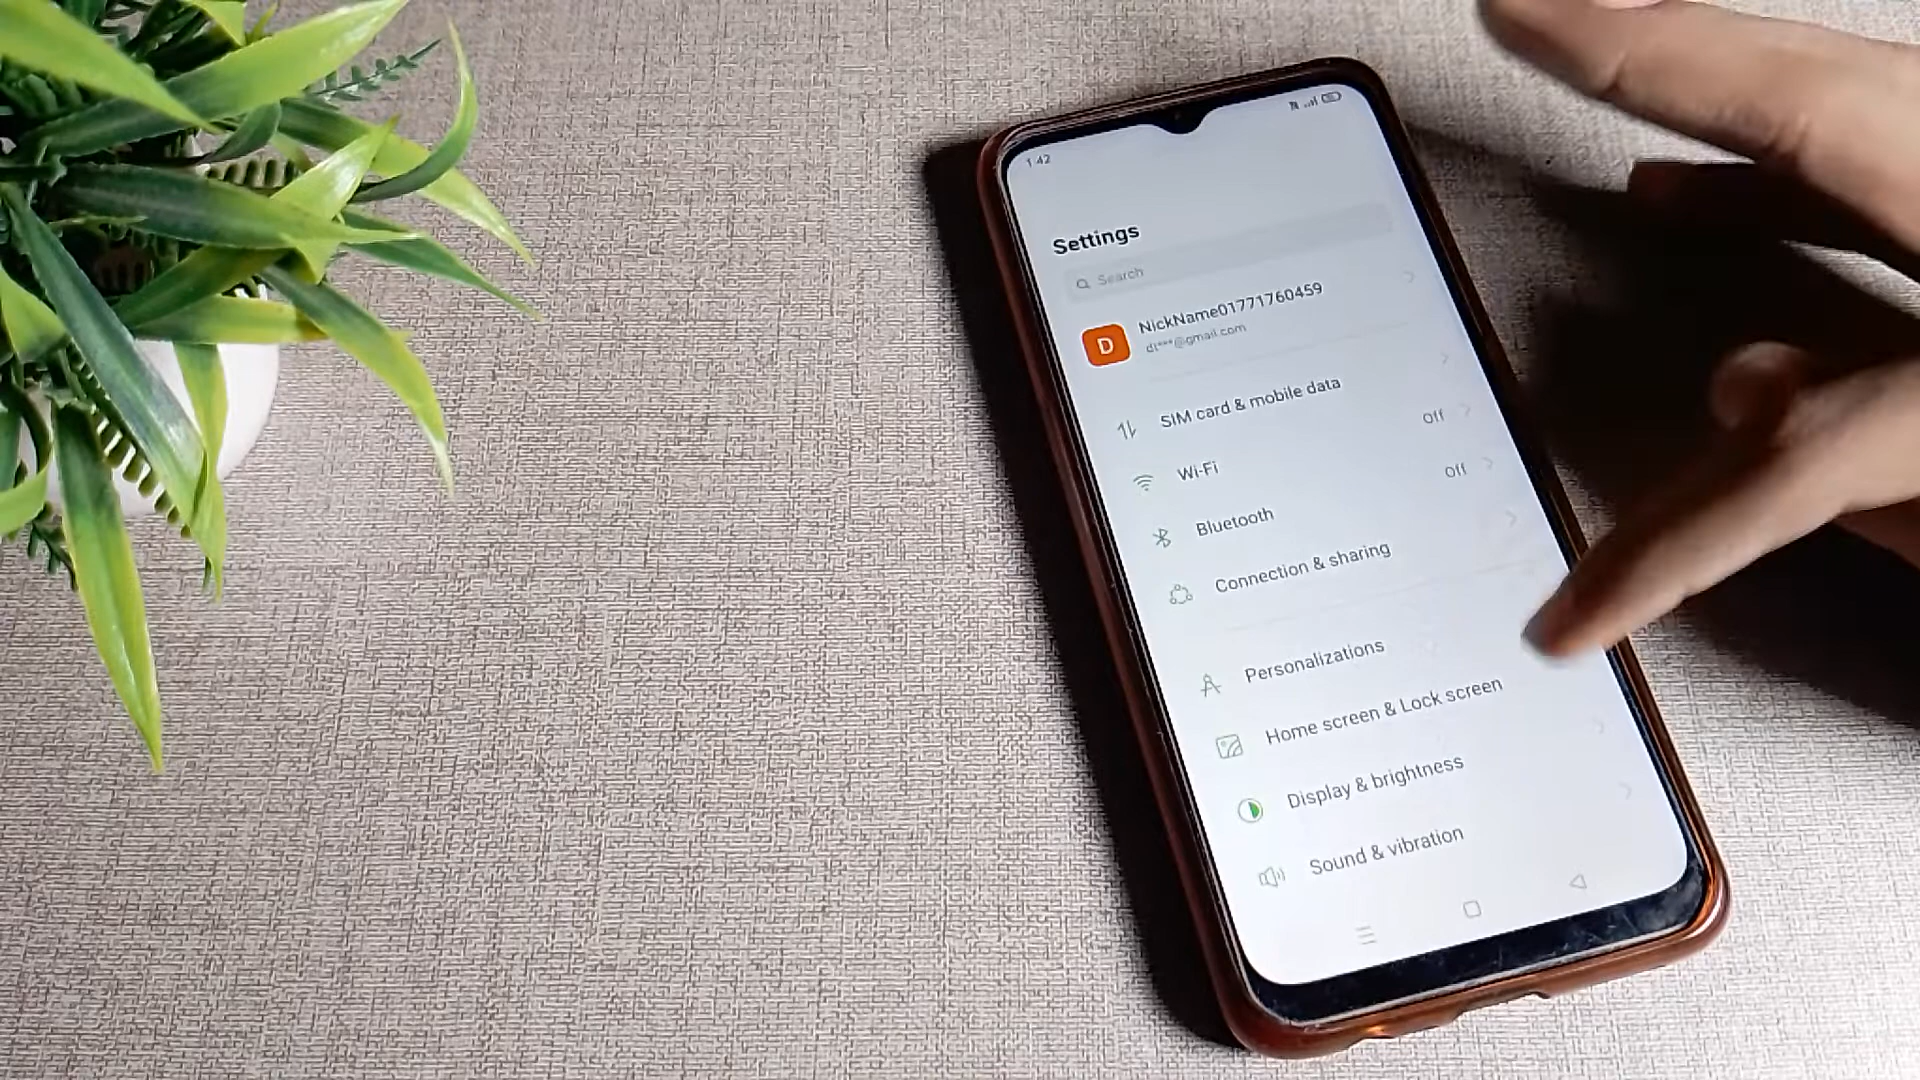 1:42
Settings
Search
D
NickName01771760459
dt***@gmail.com
SIM card & mobile data
Wi-Fi
Off
Bluetooth
Off
Connection & sharing
Personalizations
Home screen & Lock screen
Display & brightness
Sound & vibration